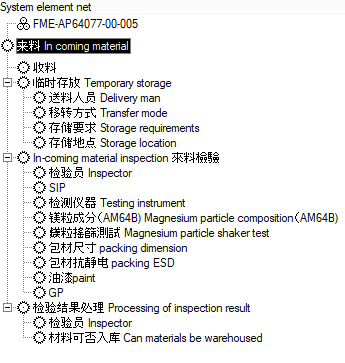 System element net
FME-AP64077-00-005
来料 In coming material
收料
临时存放 Temporary storage
送料人员 Delivery man
移转方式 Transfer mode
存储要求 Storage requirements
存储地点 Storage location
In-coming material inspection 來料檢驗
检验员 Inspector
SIP
检测仪器 Testing instrument
镁粒成分(AM64B) Magnesium particle composition(AM64B)
鎂粒搖篩測試 Magnesium particle shaker test
包材尺寸 packing dimension
包材抗静电 packing ESD
油漆paint
GP
检验结果处理 Processing of inspection result
检验员 Inspector
材料可否入库 Can materials be warehoused